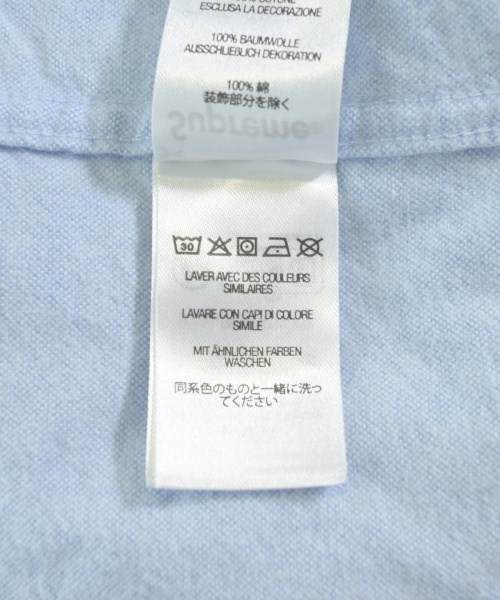 ESCLUSA LA DECORAZIONE
100% BAUMWOLLE
AUSSCHLIEBLICH DEKORATION
100% 綿
装飾部分を除く
Supreme
30
LAVER AVEC DES COULEURS
SIMILAIRES
LAVARE CON CAPI DI COLORE
SIMILE
MIT ÄHNLICHEN FARBEN
WASCHEN
同系色のものと一緒に洗っ
てください